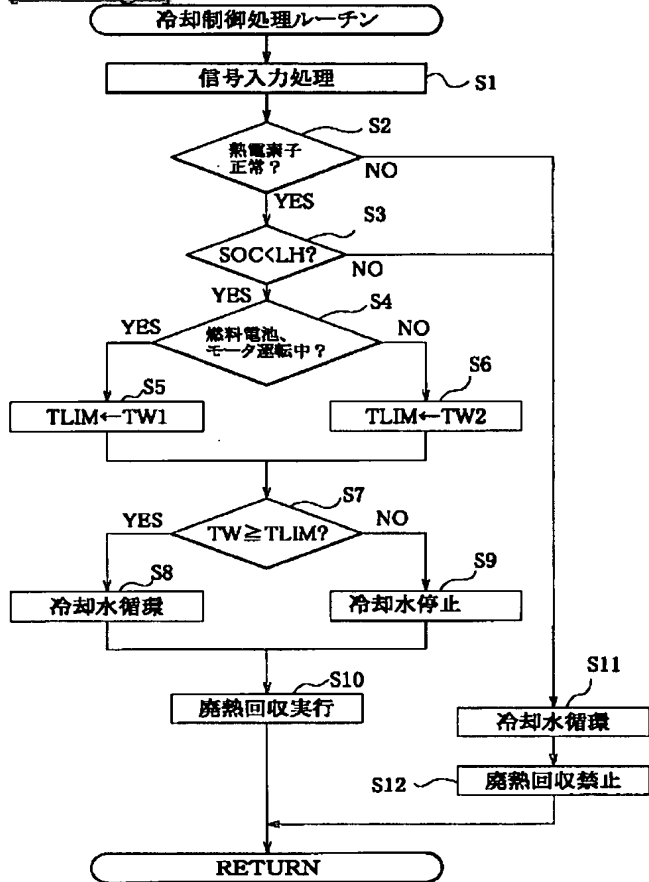 冷却制御処理ルーチン
信号入力処理
S1
S2
熱電素子
正常?
NO
YES
S3
SOC<LH?
NO
YES
S4
燃料電池、
モータ運転中?
YES
NO
S5
TLIM←TW1
S6
TLIM←TW2
S7
TW≧TLIM?
YES
NO
S8
冷却水循環
S9
冷却水停止
S10
廃熱回収実行
S11
冷却水循環
S12
廃熱回収禁止
RETURN